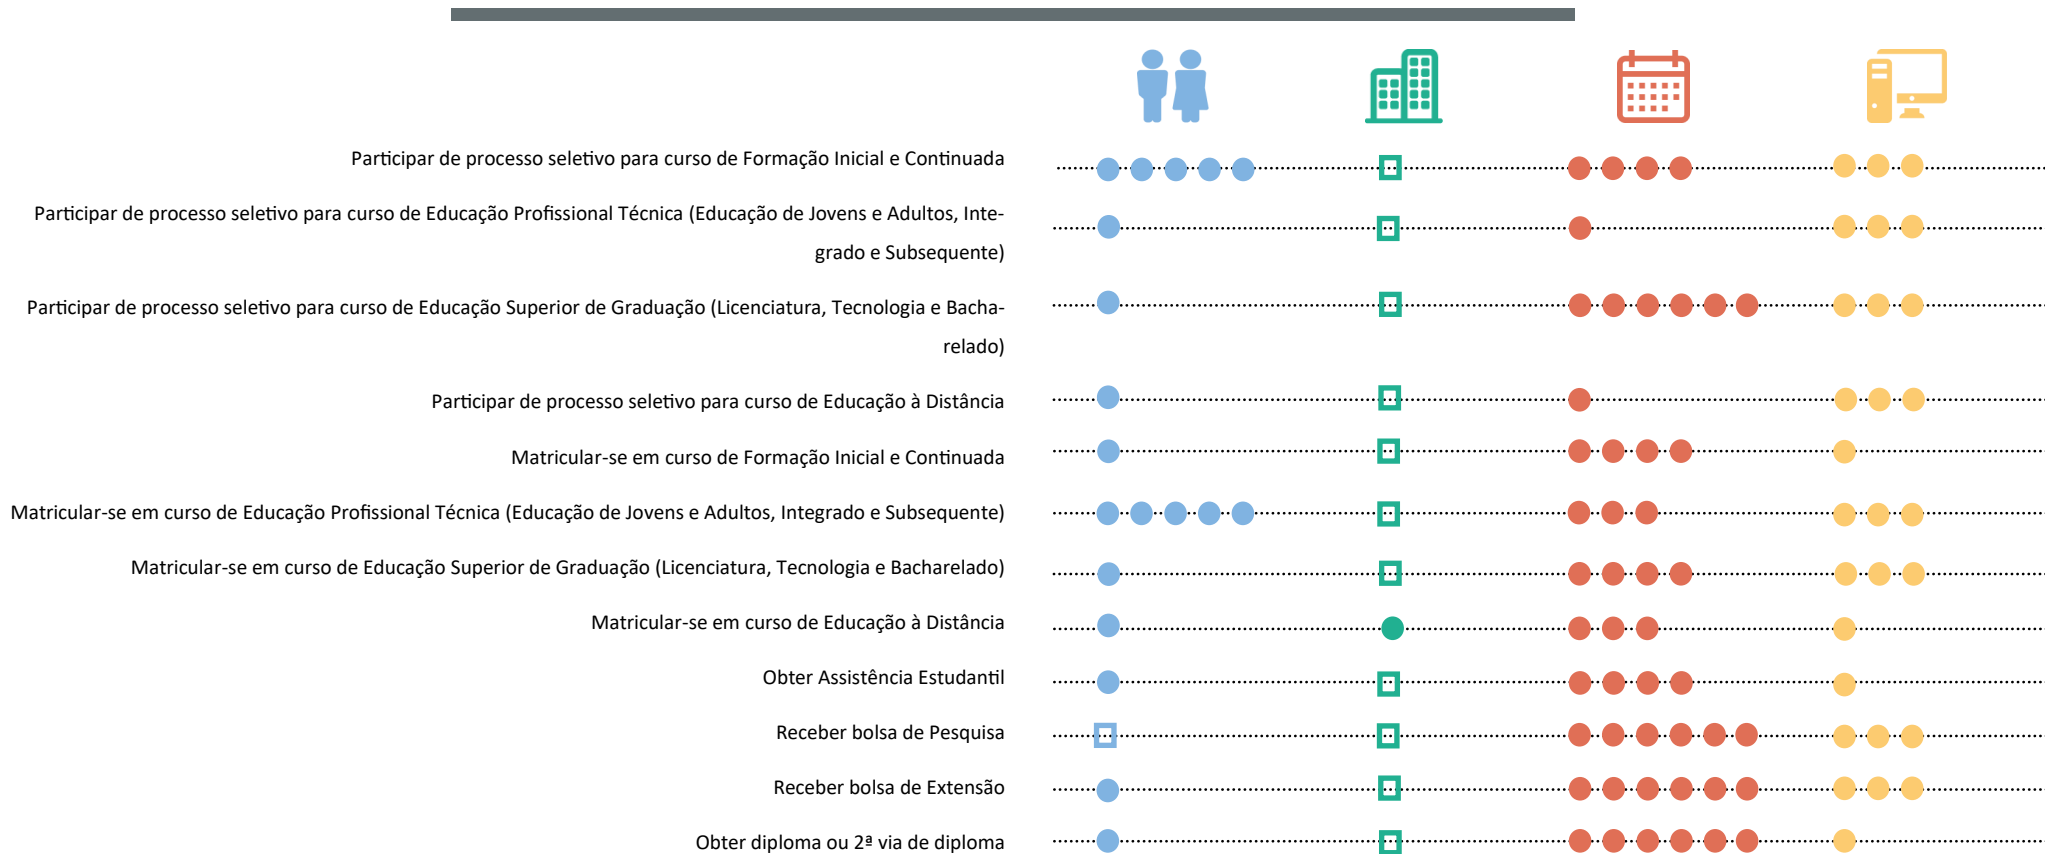 Participar de processo seletivo para curso de Formação Inicial e Continuada
Participar de processo seletivo para curso de Educação Profissional Técnica (Educação de Jovens e Adultos, Inte-
grado e Subsequente)
Participar de processo seletivo para curso de Educação Superior de Graduação (Licenciatura, Tecnologia e Bacha-
relado)
Participar de processo seletivo para curso de Educação à Distância
Matricular-se em curso de Formação Inicial e Continuada
Matricular-se em curso de Educação Profissional Técnica (Educação de Jovens e Adultos, Integrado e Subsequente)
Matricular-se em curso de Educação Superior de Graduação (Licenciatura, Tecnologia e Bacharelado)
Matricular-se em curso de Educação à Distância
Obter Assistência Estudantil
Receber bolsa de Pesquisa
Receber bolsa de Extensão
Obter diploma ou 2ª via de diploma